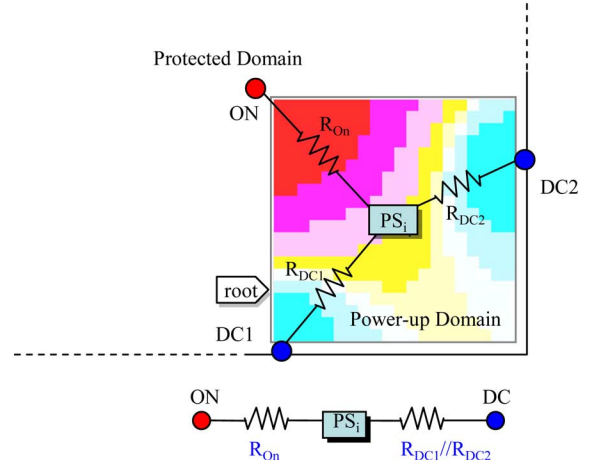 Protected Domain
ON
R_On
DC2
PS_i
R_DC2
R_DC1
root
DC1
Power-up Domain
ON
PS_i
DC
R_On
R_DC1//R_DC2